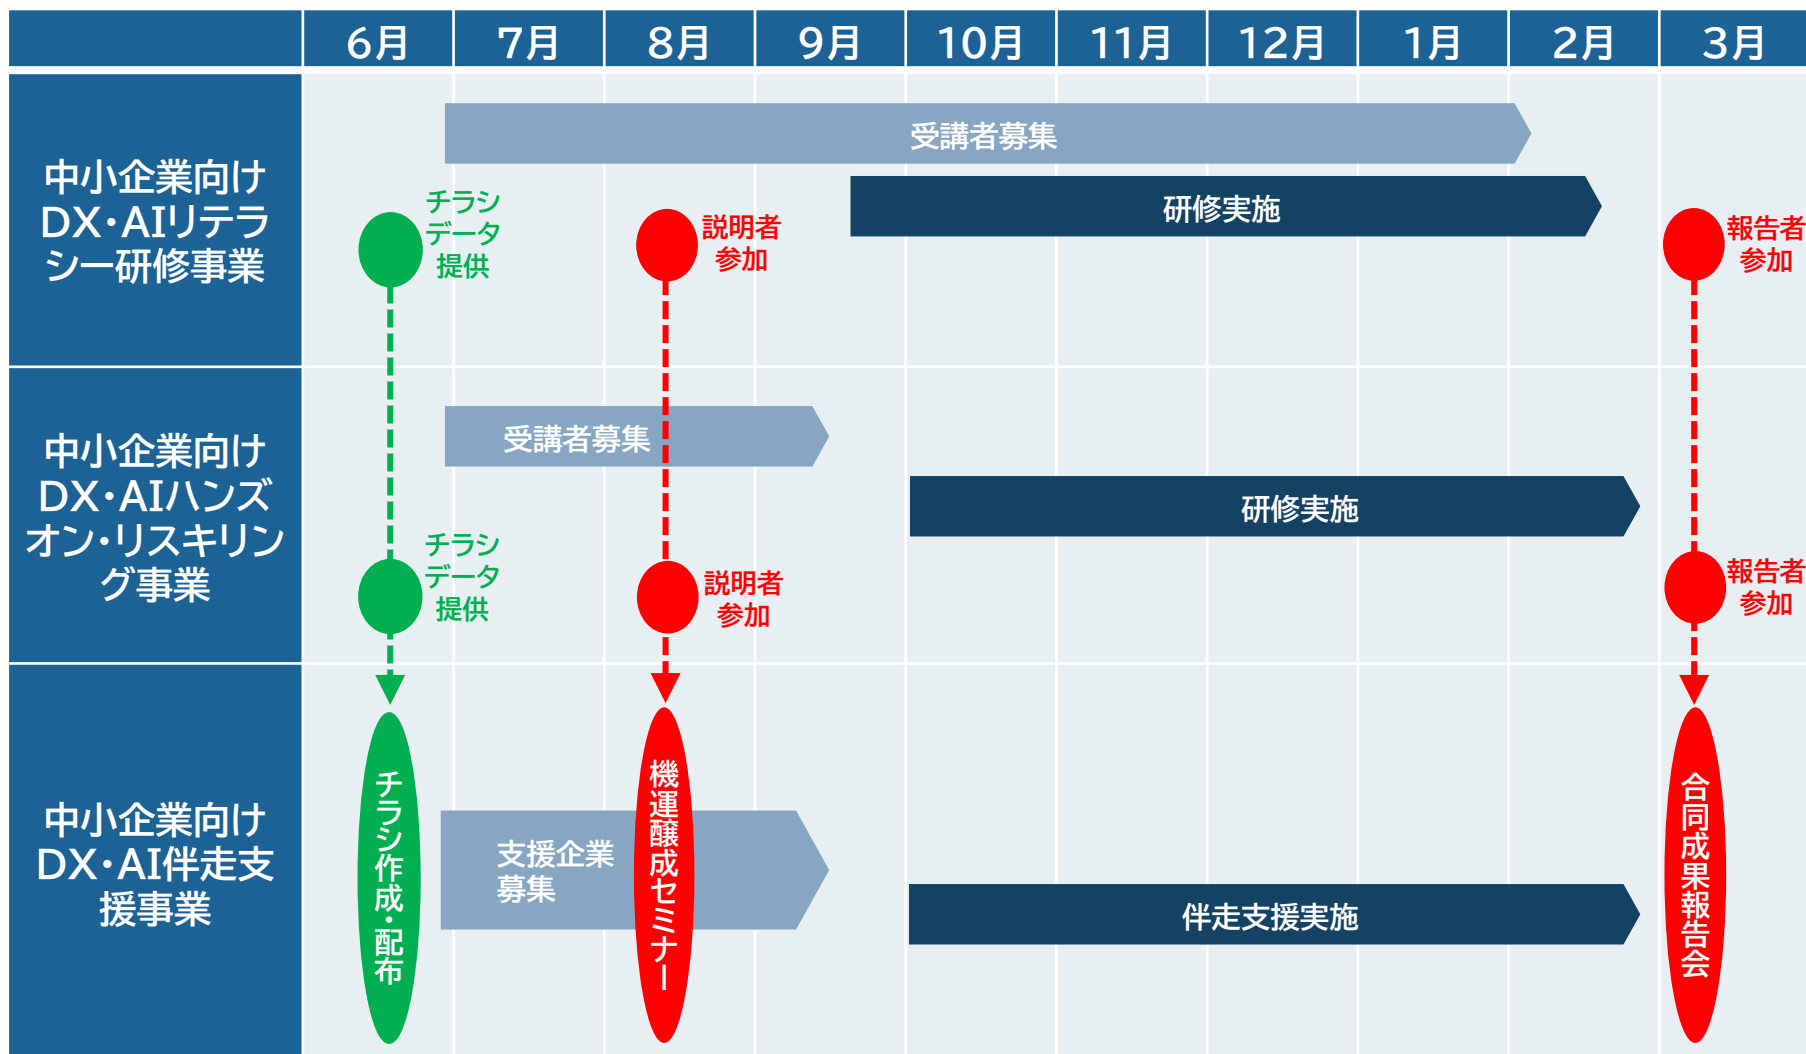 6月
7月
8月
9月
10月
11月
12月
1月
2月
3月
中小企業向け
DX・AIリテラ
シー研修事業
受講者募集
研修実施
チラシ
データ
提供
説明者
参加
報告者
参加
中小企業向け
DX・AIハンズ
オン・リスキリン
グ事業
受講者募集
研修実施
チラシ
データ
提供
説明者
参加
報告者
参加
中小企業向け
DX・AI伴走支
援事業
チラシ作成・配布
支援企業
募集
機運醸成セミナー
伴走支援実施
合同成果報告会